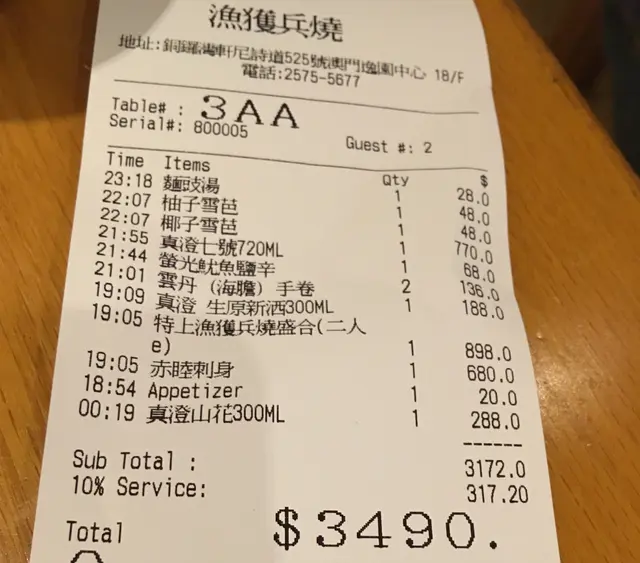 漁獲兵燒
地址:銅鑼灣軒尼詩道525號澳門逸園中心 18/F
電話:2575-5677
Table# : 3AA
Serial#: 800005 Guest #: 2
Time Items Qty $
23:18 麵豉湯 1 28.0
22:07 柚子雪芭 1 48.0
22:07 椰子雪芭 1 48.0
21:55 真澄七號720ML 1 770.0
21:44 螢光魷魚鹽辛 1 68.0
21:01 雲丹 (海膽) 手卷 2 136.0
19:09 真澄 生原新酒300ML 1 188.0
19:05 特上漁獲兵燒盛合(二人
e) 1 898.0
19:05 赤睦刺身 1 680.0
18:54 Appetizer 1 20.0
00:19 真澄山花300ML 1 288.0
------
Sub Total : 3172.0
10% Service: 317.20
Total $3490.